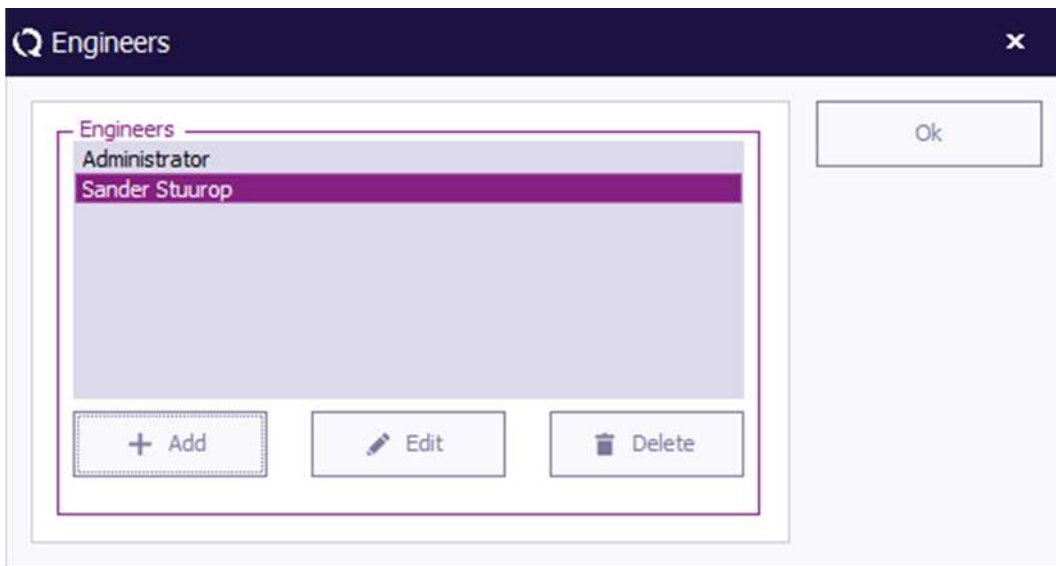 Engineers
Engineers
Administrator
Sander Stuurop
Add
Edit
Delete
Ok